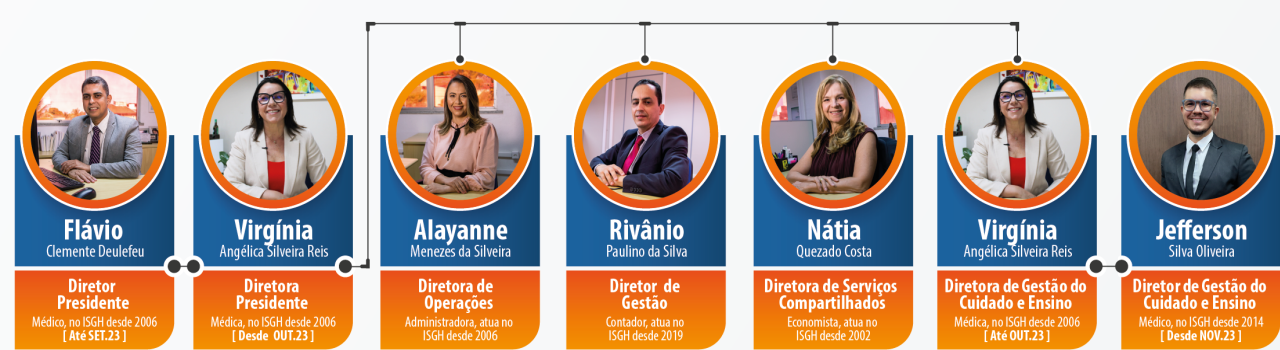 Flávio
Clemente Deulefeu
Diretor
Presidente
Médico, no ISGH desde 2006
[ Até SET.23 ]
Virgínia
Angélica Silveira Reis
Diretora
Presidente
Médica, no ISGH desde 2006
[ Desde OUT.23 ]
Alayanne
Menezes da Silveira
Diretora de
Operações
Administradora, atua no
ISGH desde 2006
Rivânio
Paulino da Silva
Diretor de
Gestão
Contador, atua no
ISGH desde 2019
Nátia
Quezado Costa
Diretora de Serviços
Compartilhados
Economista, atua no
ISGH desde 2002
Virgínia
Angélica Silveira Reis
Diretora de Gestão do
Cuidado e Ensino
Médica, no ISGH desde 2006
[ Até OUT.23 ]
Jefferson
Silva Oliveira
Diretor de Gestão do
Cuidado e Ensino
Médico, no ISGH desde 2014
[ Desde NOV.23 ]